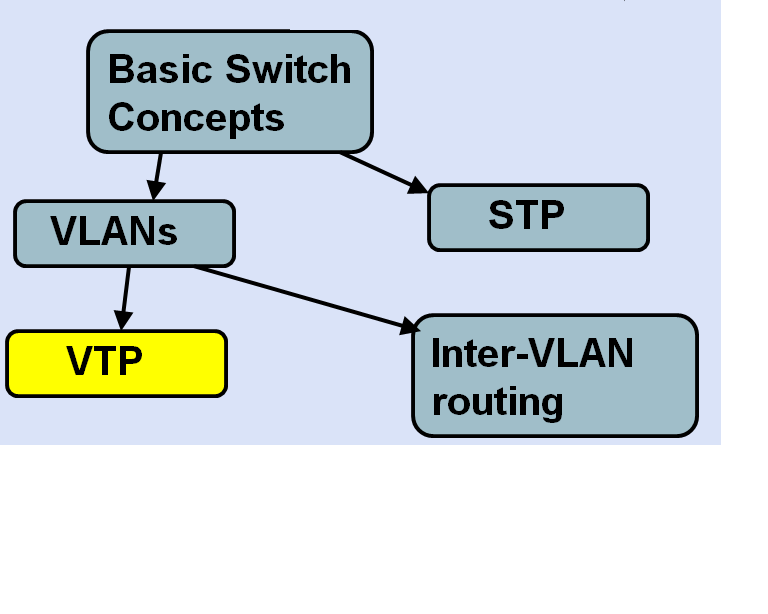 Basic Switch
Concepts
VLANs
STP
VTP
Inter-VLAN
routing